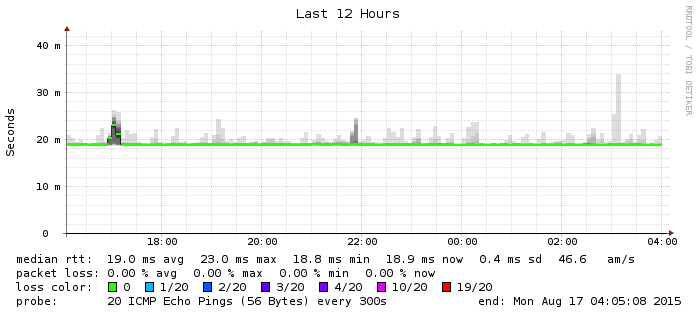 Last 12 Hours
RRDTOOL / TOBI OETIKER
Seconds
40 m
30 m
20 m
10 m
0
18:00 20:00 22:00 00:00 02:00 04:00
median rtt: 19.0 ms avg 23.0 ms max 18.8 ms min 18.9 ms now 0.4 ms sd 46.6 am/s
packet loss: 0.00 % avg 0.00 % max 0.00 % min 0.00 % now
loss color: 0 1/20 2/20 3/20 4/20 10/20 19/20
probe: 20 ICMP Echo Pings (56 Bytes) every 300s end: Mon Aug 17 04:05:08 2015